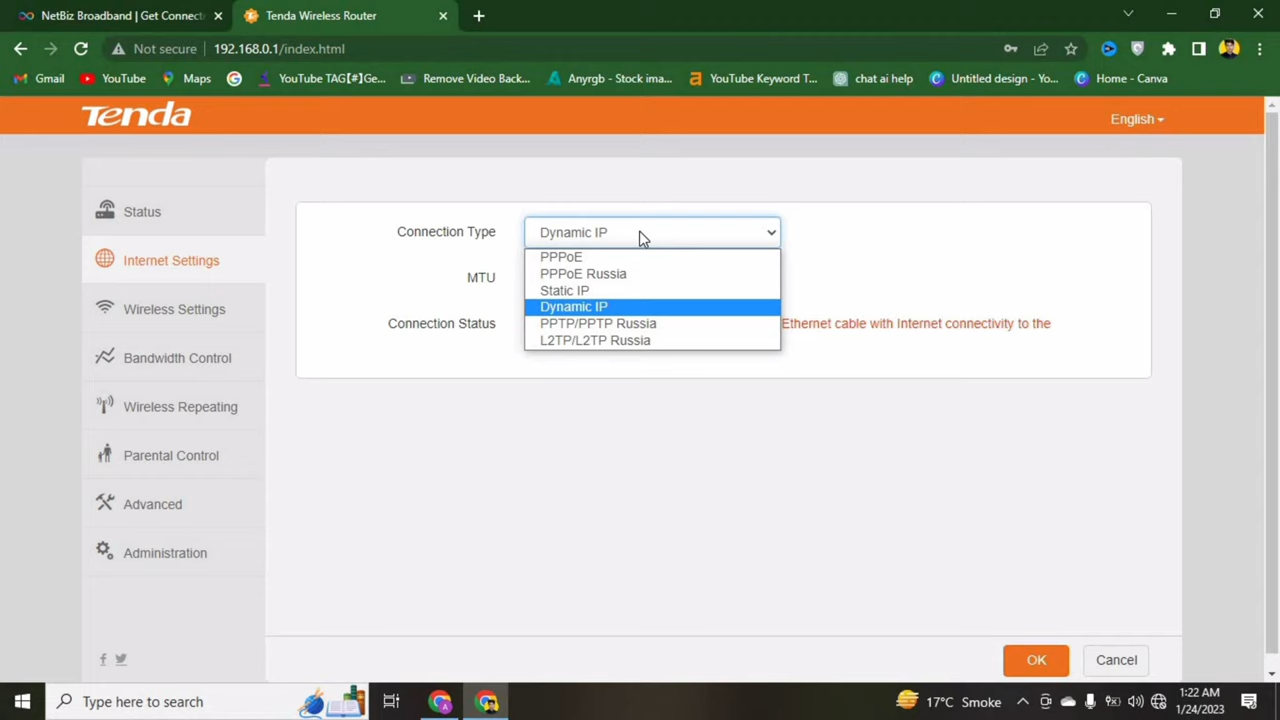 NetBiz Broadband | Get Connecte
Tenda Wireless Router
Not secure
192.168.0.1/index.html
Gmail
YouTube
Maps
YouTube TAG【#】Ge...
Remove Video Back...
Anyrgb - Stock ima...
YouTube Keyword T...
chat ai help
Untitled design - Yo...
Home - Canva
Tenda
English
Status
Internet Settings
Wireless Settings
Bandwidth Control
Wireless Repeating
Parental Control
Advanced
Administration
Connection Type
Dynamic IP
PPPoE
PPPoE Russia
Static IP
Dynamic IP
PPTP/PPTP Russia
L2TP/L2TP Russia
MTU
Connection Status
Ethernet cable with Internet connectivity to the
OK
Cancel
Type here to search
17°C Smoke
1:22 AM
1/24/2023